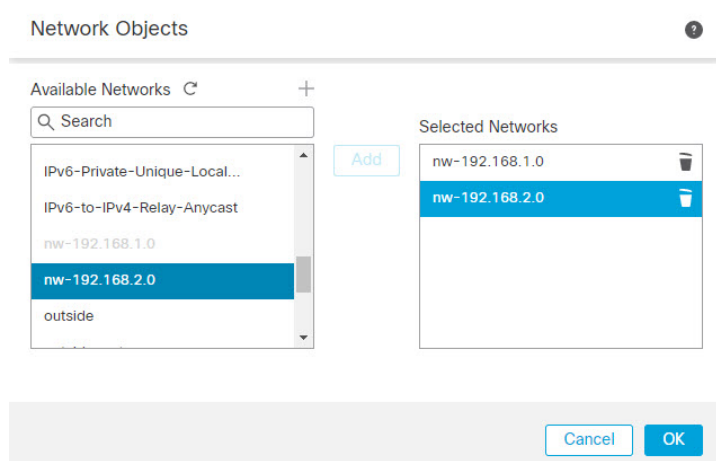 Network Objects
Available Networks
Search
IPv6-Private-Unique-Local...
IPv6-to-IPv4-Relay-Anycast
nw-192.168.1.0
nw-192.168.2.0
outside
Add
Selected Networks
nw-192.168.1.0
nw-192.168.2.0
Cancel
OK